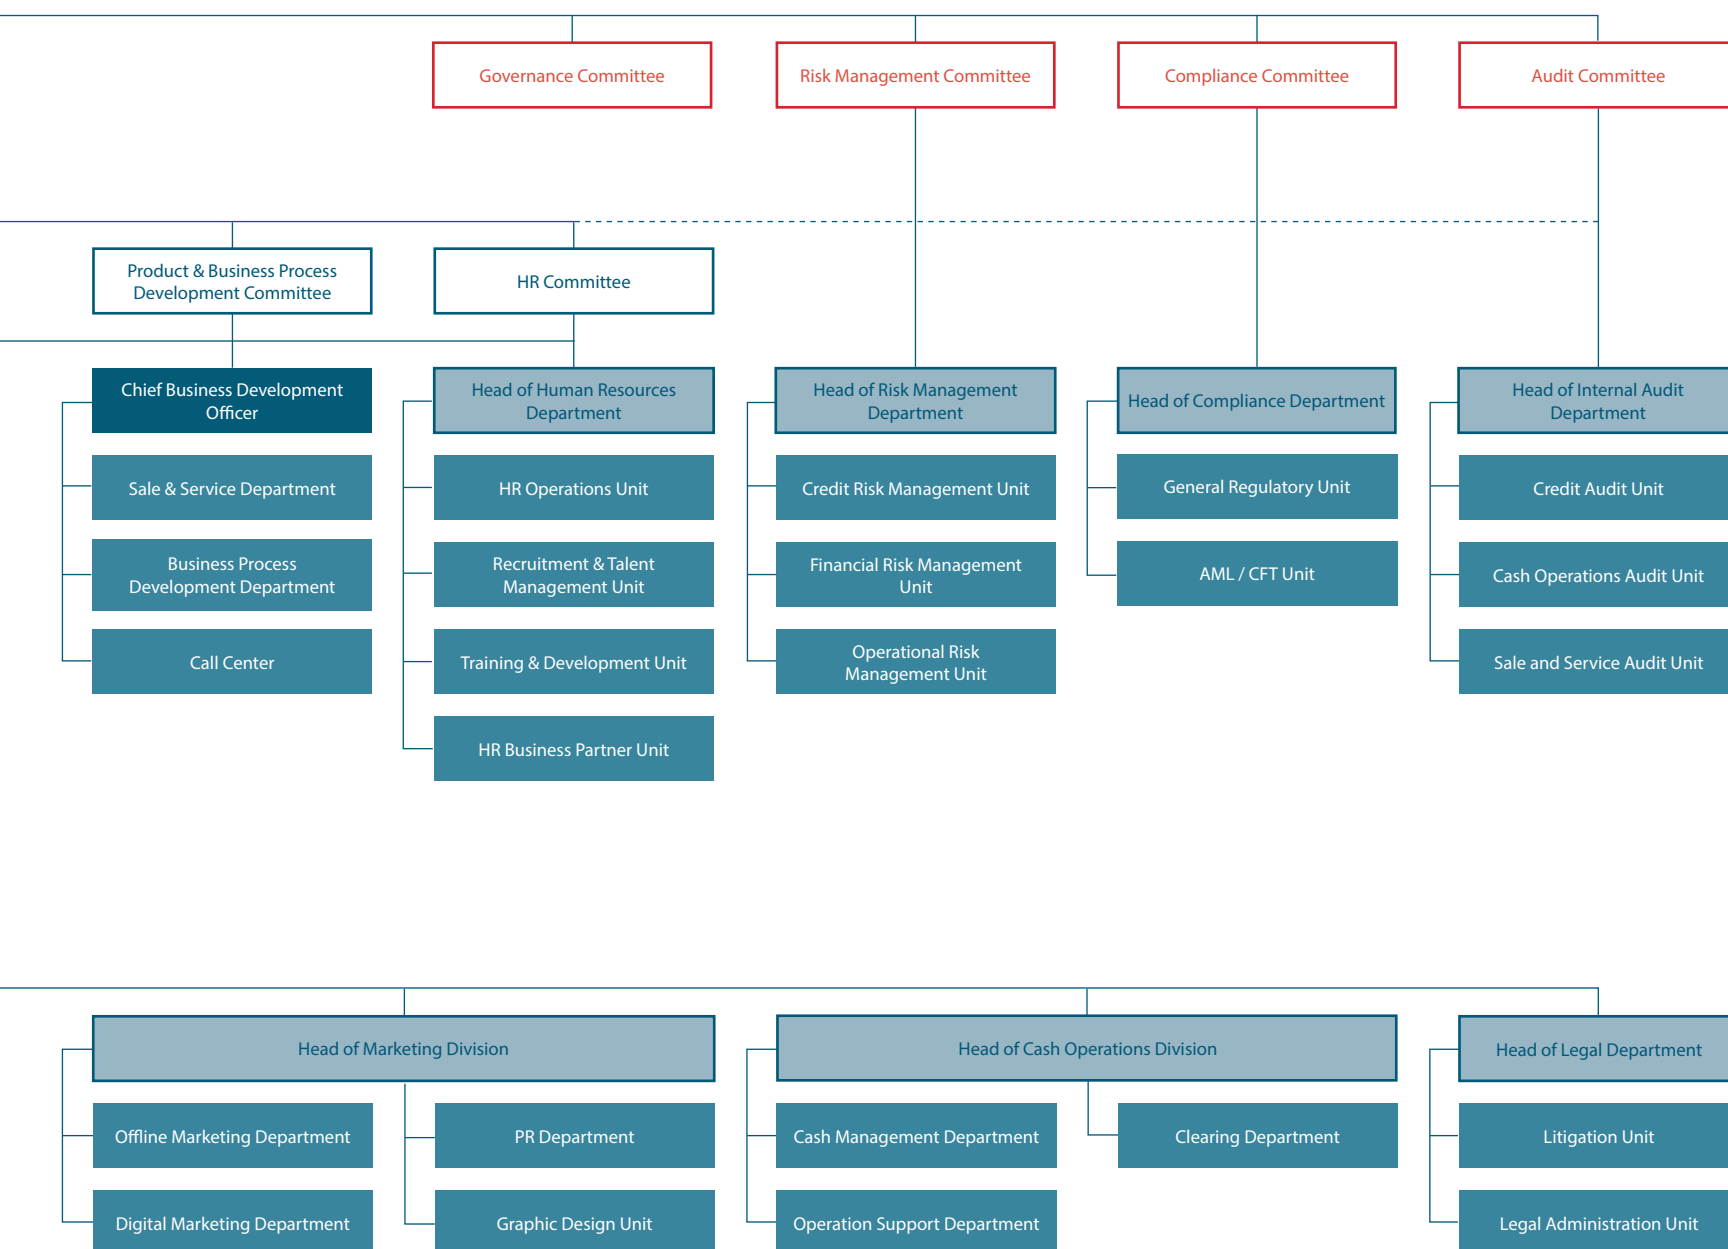 Governance Committee
Risk Management Committee
Compliance Committee
Audit Committee
Product & Business Process
Development Committee
HR Committee
Chief Business Development
Officer
Head of Human Resources
Department
Head of Risk Management
Department
Head of Compliance Department
Head of Internal Audit
Department
Sale & Service Department
HR Operations Unit
Credit Risk Management Unit
General Regulatory Unit
Credit Audit Unit
Business Process
Development Department
Recruitment & Talent
Management Unit
Financial Risk Management
Unit
AML / CFT Unit
Cash Operations Audit Unit
Call Center
Training & Development Unit
Operational Risk
Management Unit
Sale and Service Audit Unit
HR Business Partner Unit
Head of Marketing Division
Head of Cash Operations Division
Head of Legal Department
Offline Marketing Department
PR Department
Cash Management Department
Clearing Department
Litigation Unit
Digital Marketing Department
Graphic Design Unit
Operation Support Department
Legal Administration Unit